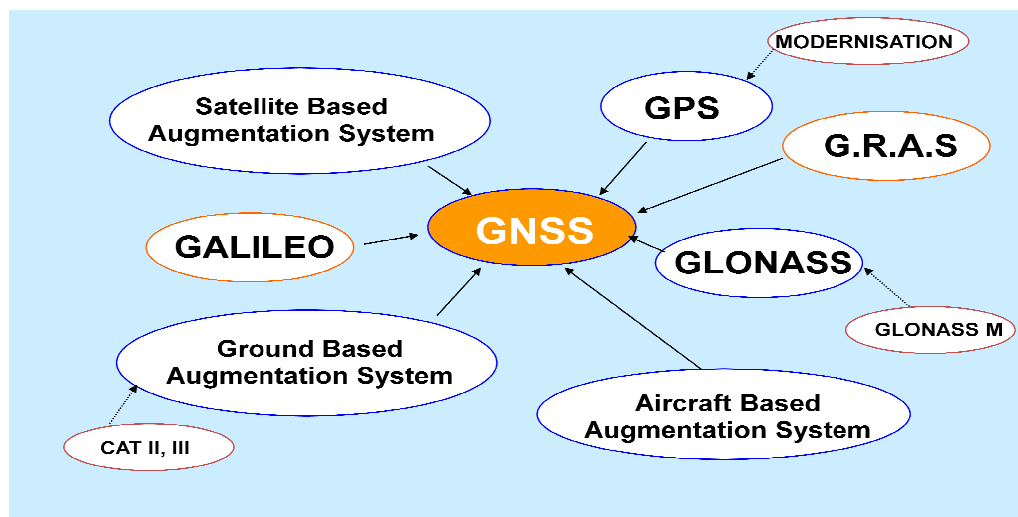 MODERNISATION
Satellite Based
Augmentation System
GPS
G.R.A.S
GNSS
GALILEO
GLONASS
GLONASS M
Ground Based
Augmentation System
Aircraft Based
Augmentation System
CAT II, III